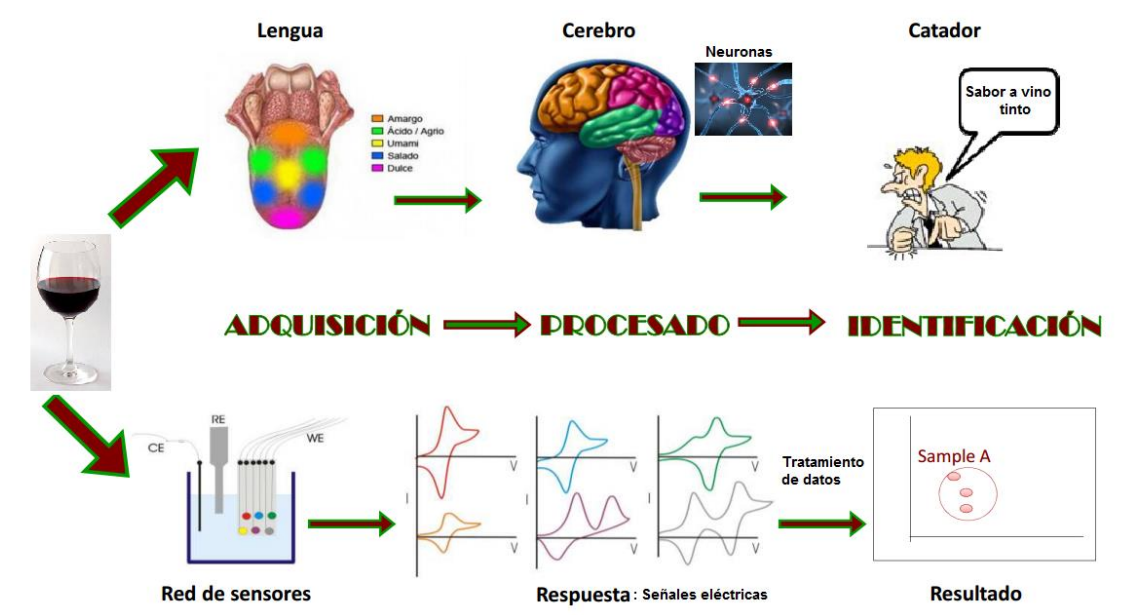 Lengua
Cerebro
Catador
Neuronas
Sabor a vino
tinto
Amargo
Ácido / Agrio
Umami
Salado
Dulce
ADQUISICIÓN
PROCESADO
IDENTIFICACIÓN
CE
RE
WE
I
V
V
I
V
V
I
V
V
Tratamiento
de datos
Sample A
Red de sensores
Respuesta : Señales eléctricas
Resultado